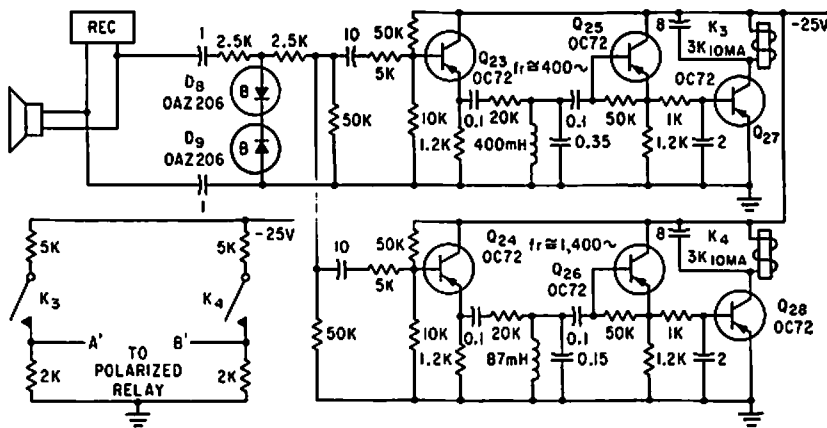 REC
1
2.5K
2.5K
10
50K
5K
Q23
OC72
fr≅400~
Q25
OC72
8
K3
3K 10MA
-25V
D8
OAZ206
B
D9
OAZ206
B
1
50K
10K
1.2K
0.1
20K
400mH
0.35
0.1
50K
1K
1.2K
2
OC72
Q27
-25V
5K
K3
5K
K4
A'
B'
2K
TO
POLARIZED
RELAY
2K
10
50K
5K
50K
10K
1.2K
Q24
OC72
fr≅1,400~
Q26
OC72
8
K4
3K 10MA
0.1
20K
87mH
0.15
0.1
50K
1K
1.2K
2
Q28
OC72